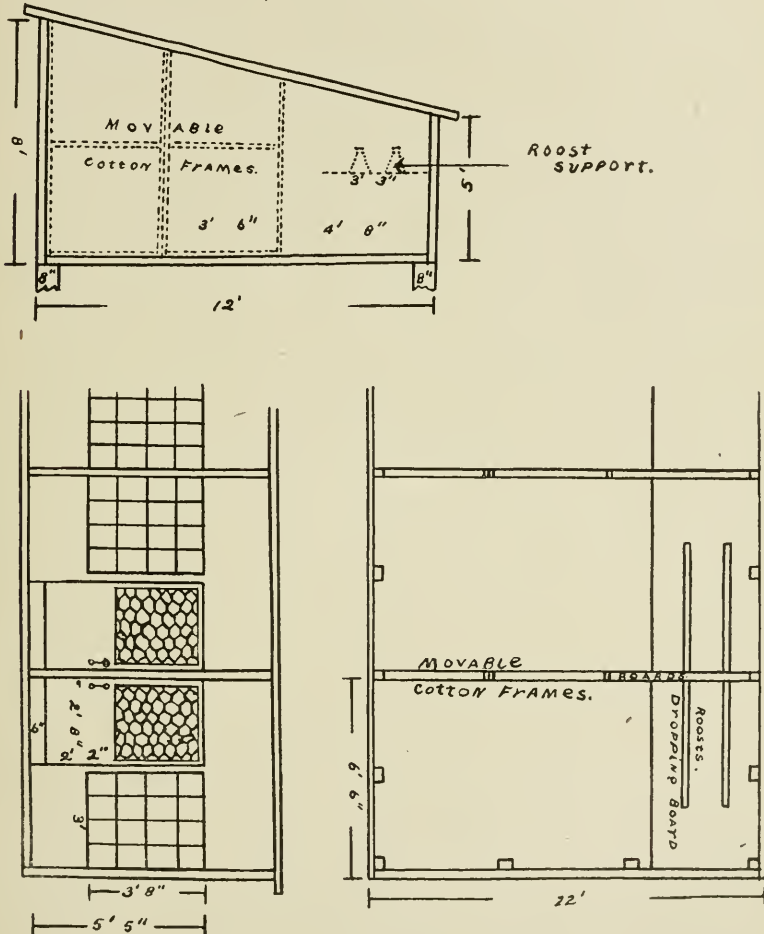 8'
MOVABLE
COTTON FRAMES.
3' 6"
4' 8"
3' 3"
ROOST
SUPPORT.
5'
8"
8"
12'
6"
2' 8"
2' 2"
3'
3' 8"
5' 5"
MOVABLE
COTTON FRAMES.
BOARDS
ROOSTS.
DROPPING BOARD
6' 6"
22'